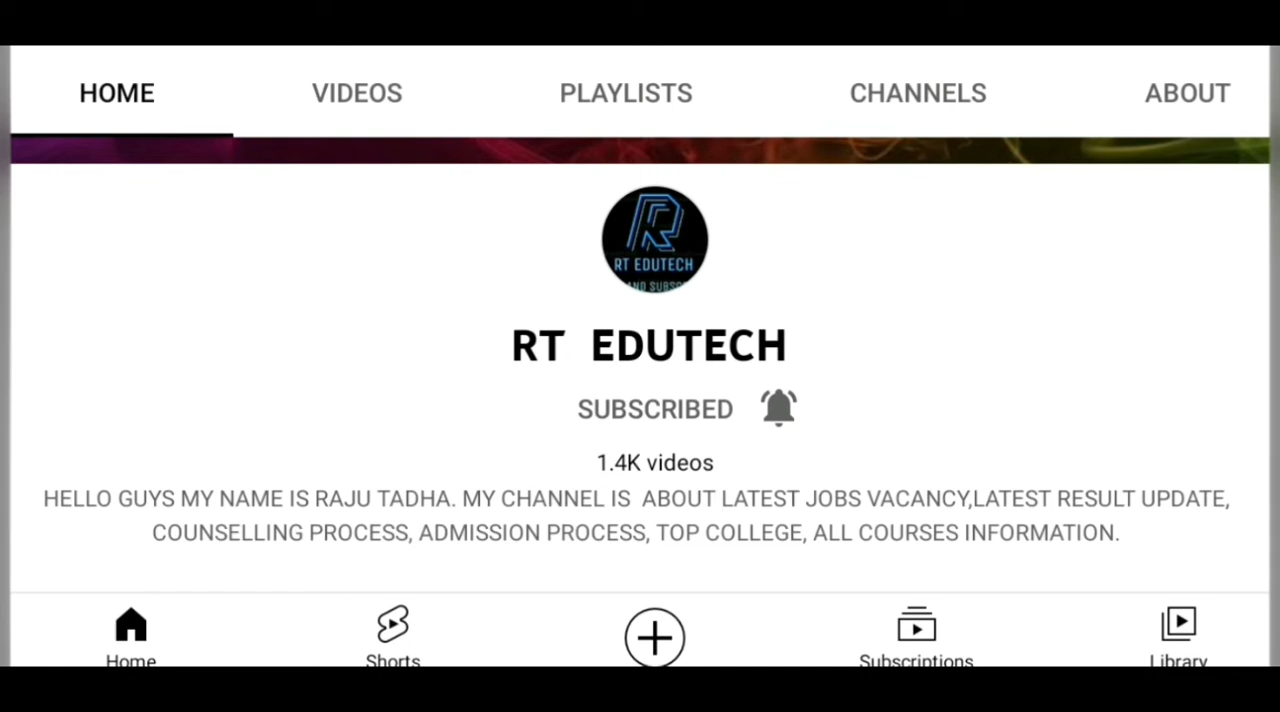 HOME VIDEOS PLAYLISTS CHANNELS ABOUT
RT EDUTECH
AND
RT EDUTECH
SUBSCRIBED
1.4K videos
HELLO GUYS MY NAME IS RAJU TADHA. MY CHANNEL IS ABOUT LATEST JOBS VACANCY,LATEST RESULT UPDATE,
COUNSELLING PROCESS, ADMISSION PROCESS, TOP COLLEGE, ALL COURSES INFORMATION.
Home Shorts Subscriptions Library